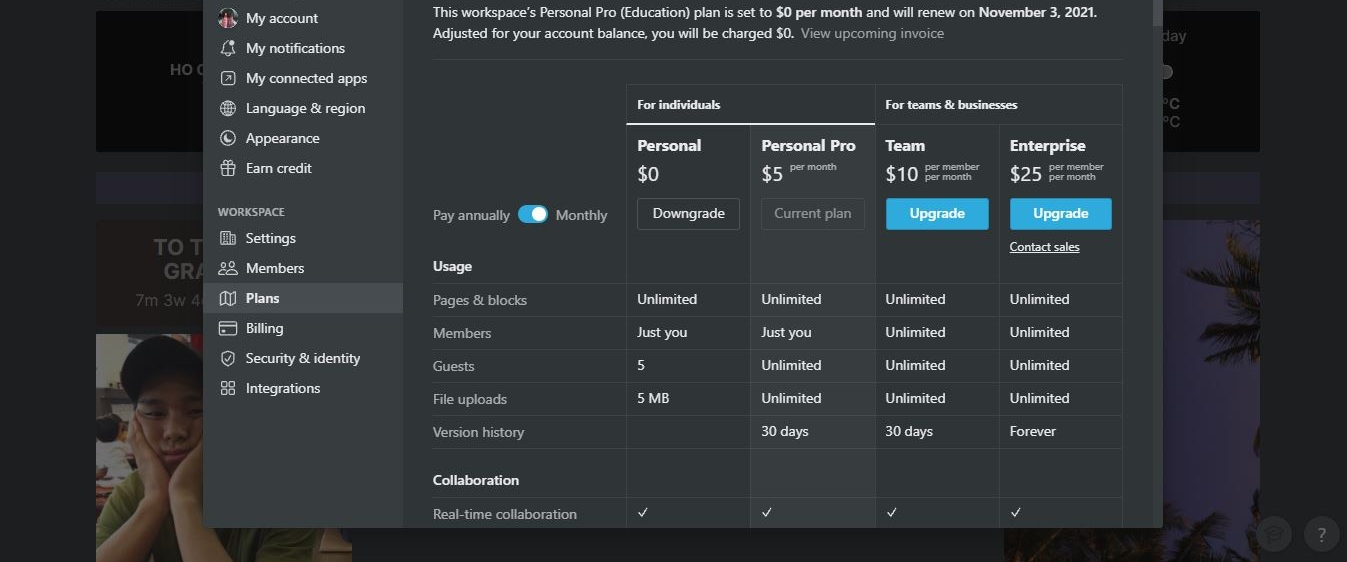 My account
My notifications
My connected apps
Language & region
Appearance
Earn credit
WORKSPACE
Settings
Members
Plans
Billing
Security & identity
Integrations
This workspace's Personal Pro (Education) plan is set to $0 per month and will renew on November 3, 2021.
Adjusted for your account balance, you will be charged $0. View upcoming invoice
For individuals For teams & businesses
Personal Personal Pro Team Enterprise
$0 $5 per month $10 per member per month $25 per member per month
Pay annually Monthly Downgrade Current plan Upgrade Upgrade
Contact sales
Usage
Pages & blocks Unlimited Unlimited Unlimited Unlimited
Members Just you Just you Unlimited Unlimited
Guests 5 Unlimited Unlimited Unlimited
File uploads 5 MB Unlimited Unlimited Unlimited
Version history 30 days 30 days Forever
Collaboration
Real-time collaboration ✓ ✓ ✓ ✓
HO
TO T
GRA
7m 3w 4
day
°C
°C
?